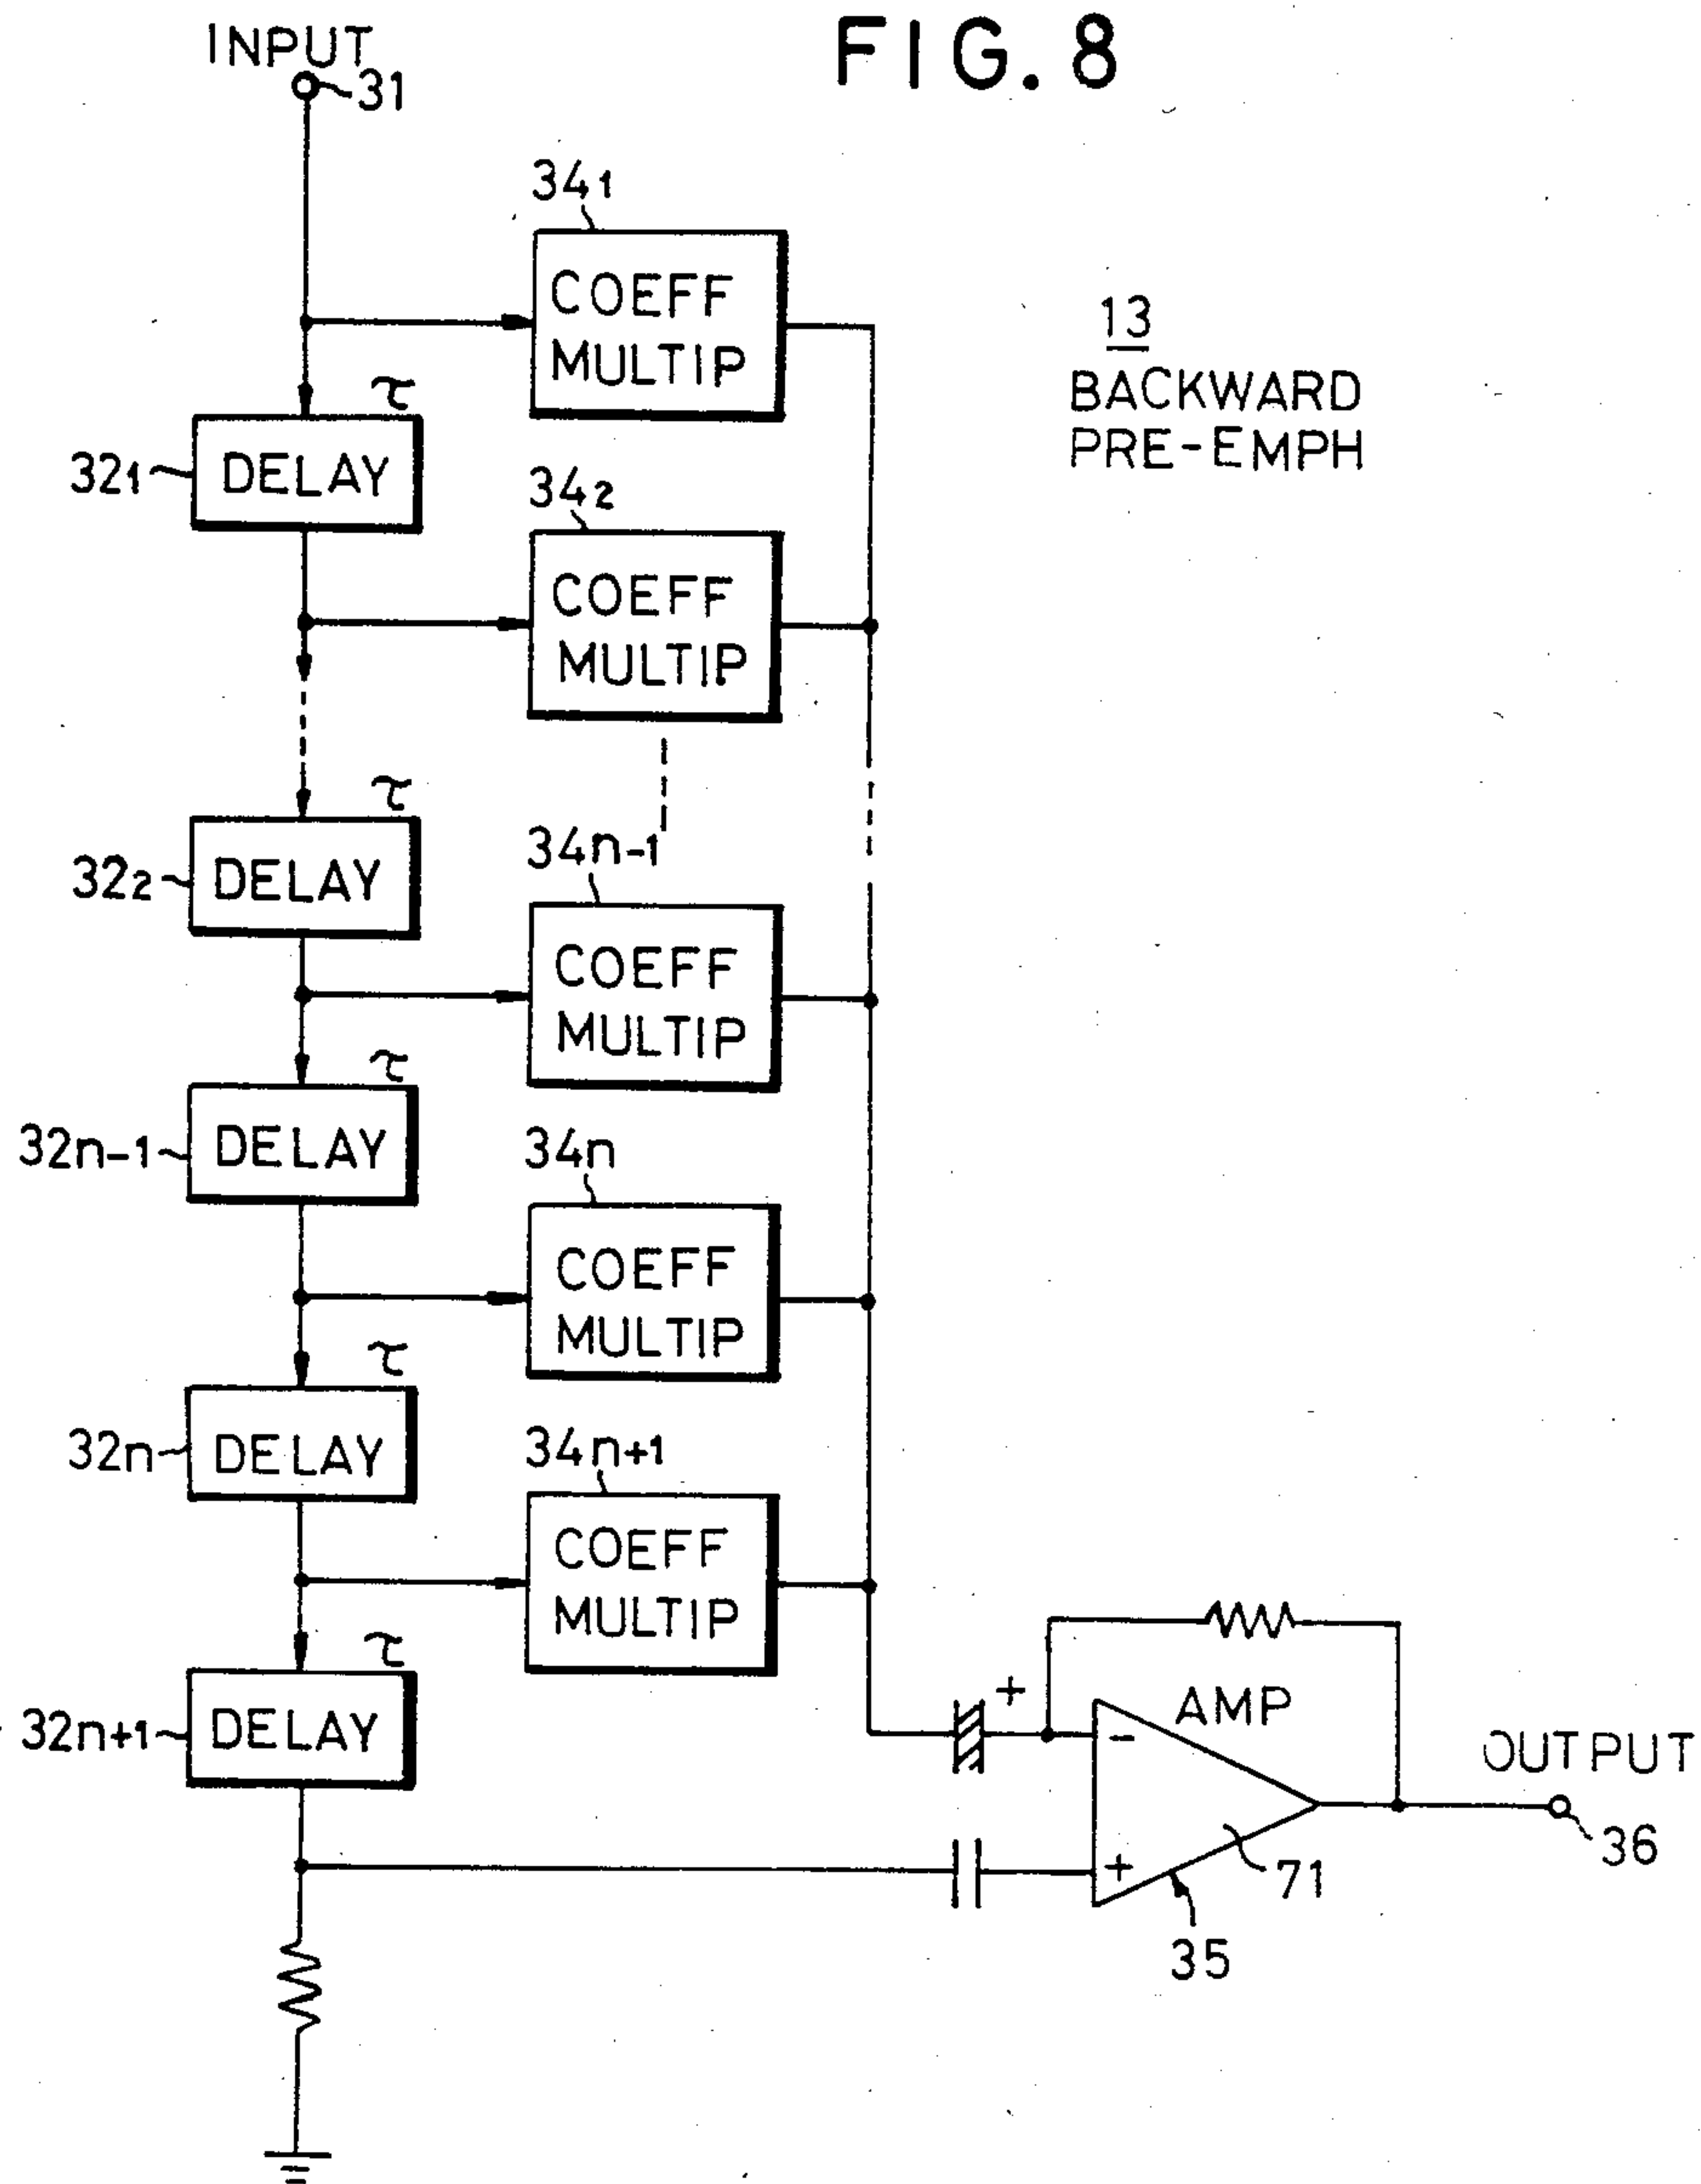 FIG. 8
INPUT
31
34₁
COEFF
MULTIP
13
BACKWARD
PRE-EMPH
τ
32₁
DELAY
34₂
COEFF
MULTIP
τ
32₂
DELAY
34n-1
COEFF
MULTIP
τ
32n-1
DELAY
34n
COEFF
MULTIP
τ
32n
DELAY
34n+1
COEFF
MULTIP
τ
32n+1
DELAY
+
AMP
-
OUTPUT
36
+
71
35